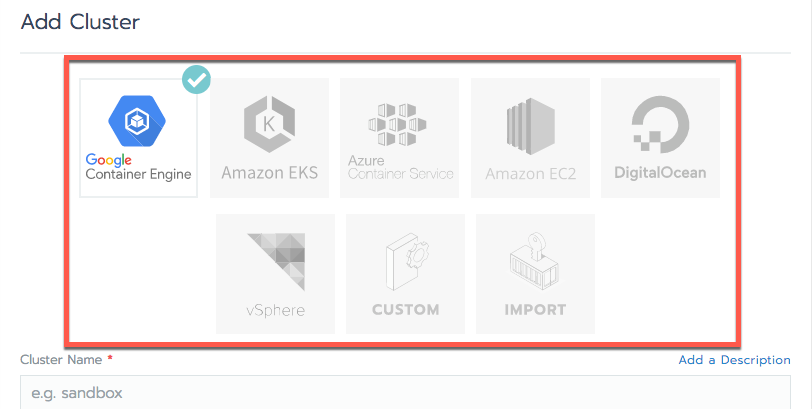 Add Cluster
Google
Container Engine
Amazon EKS
Azure
Container Service
Amazon EC2
DigitalOcean
vSphere
CUSTOM
IMPORT
Cluster Name *
Add a Description
e.g. sandbox